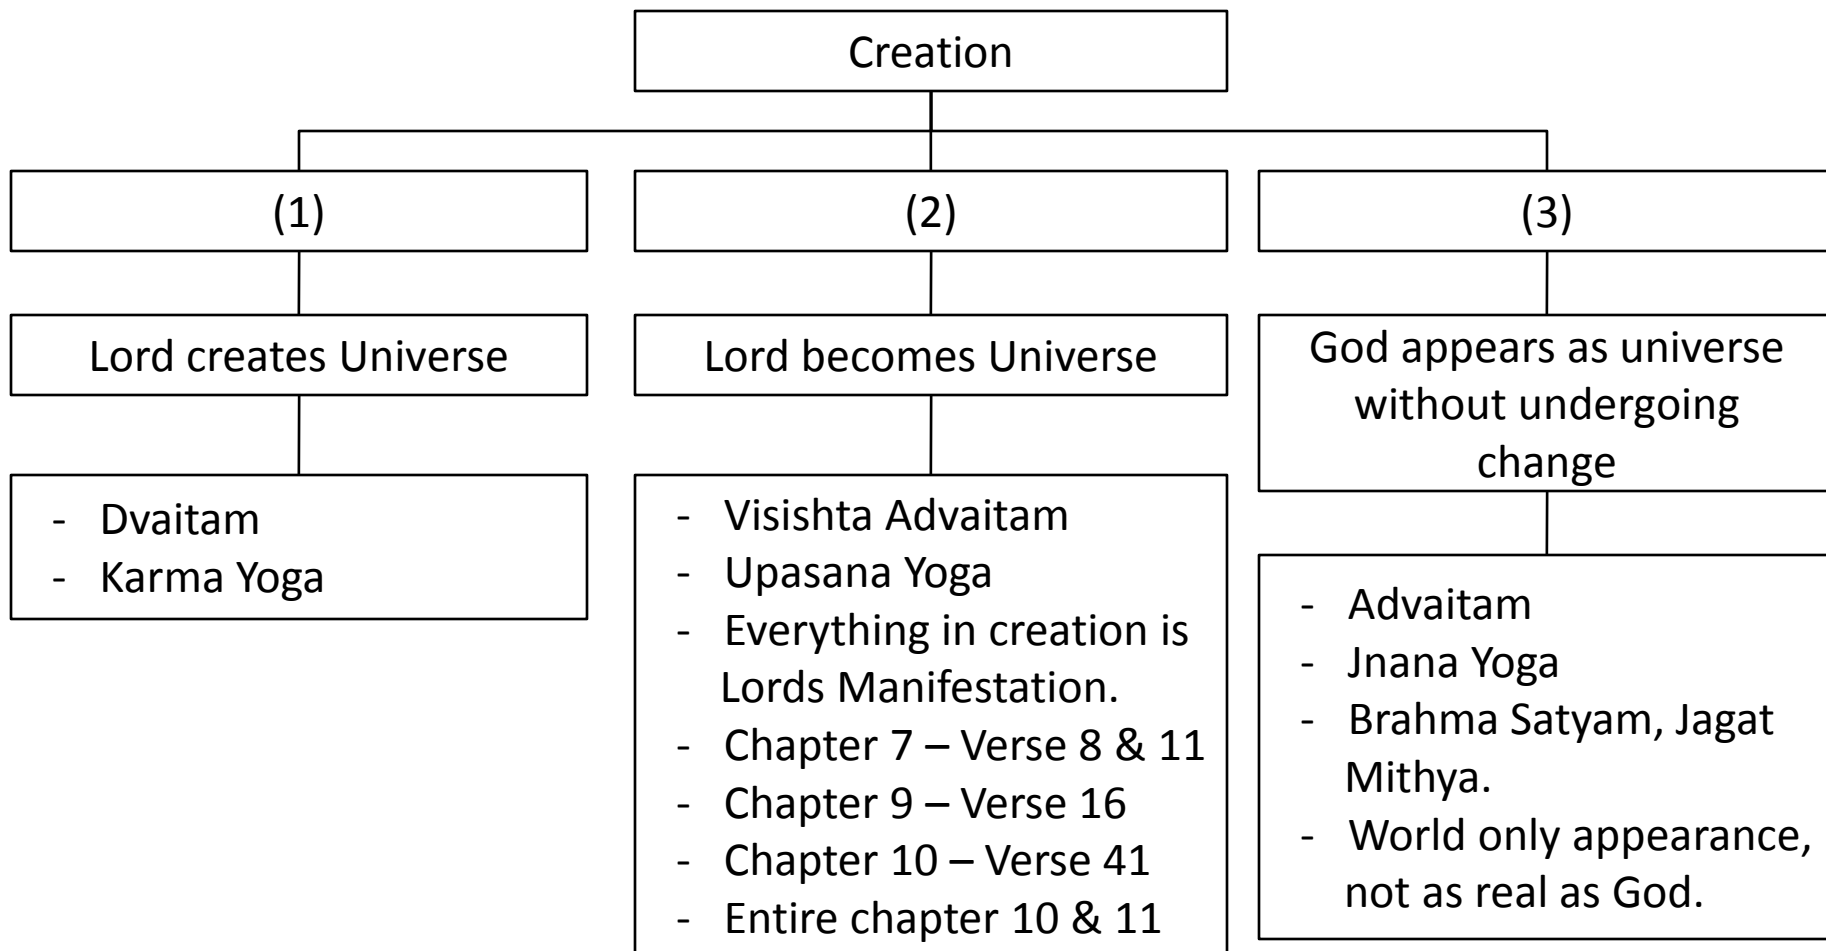 Creation
(1)
(2)
(3)
Lord creates Universe
Lord becomes Universe
God appears as universe
without undergoing
change
- Dvaitam
- Karma Yoga
- Visishta Advaitam
- Upasana Yoga
- Everything in creation is
Lords Manifestation.
- Chapter 7 – Verse 8 & 11
- Chapter 9 – Verse 16
- Chapter 10 – Verse 41
- Entire chapter 10 & 11
- Advaitam
- Jnana Yoga
- Brahma Satyam, Jagat
Mithya.
- World only appearance,
not as real as God.